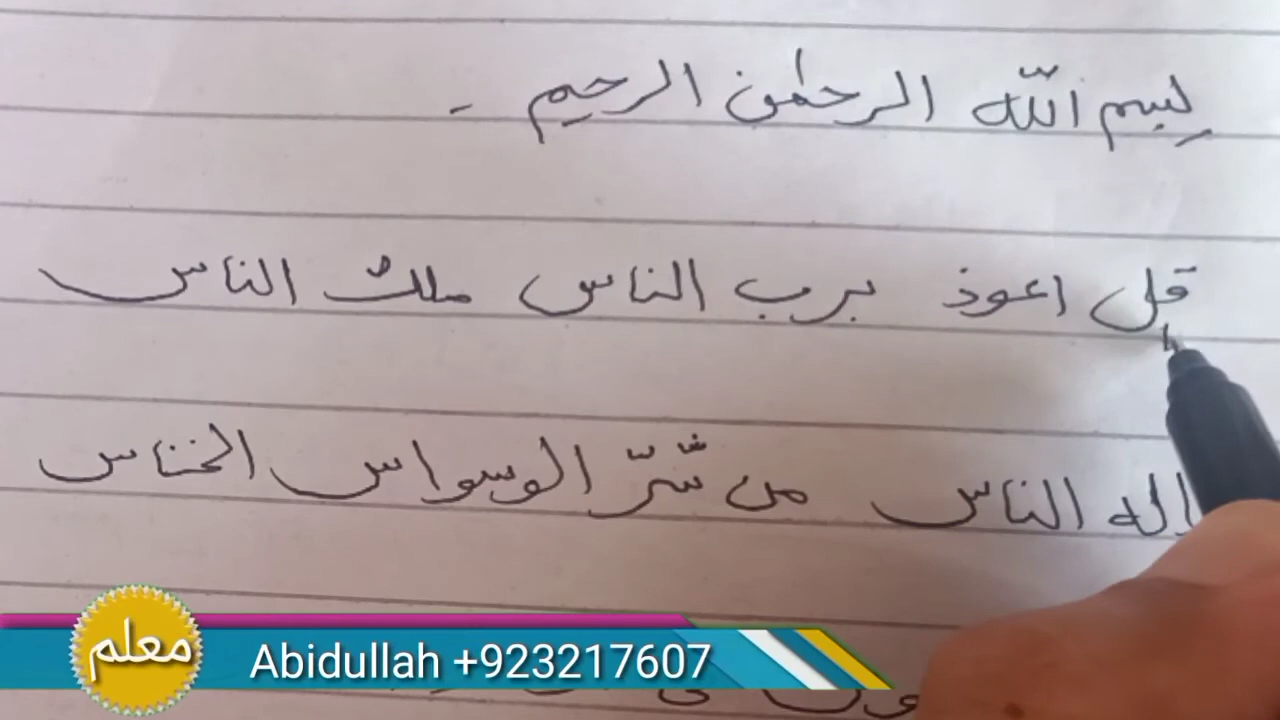 بسم الله الرحمٰن الرحيم -
قل اعوذ برب الناس ملك الناس
اله الناس من شرّ الوسواس الخناس
معلم
Abidullah +923217607